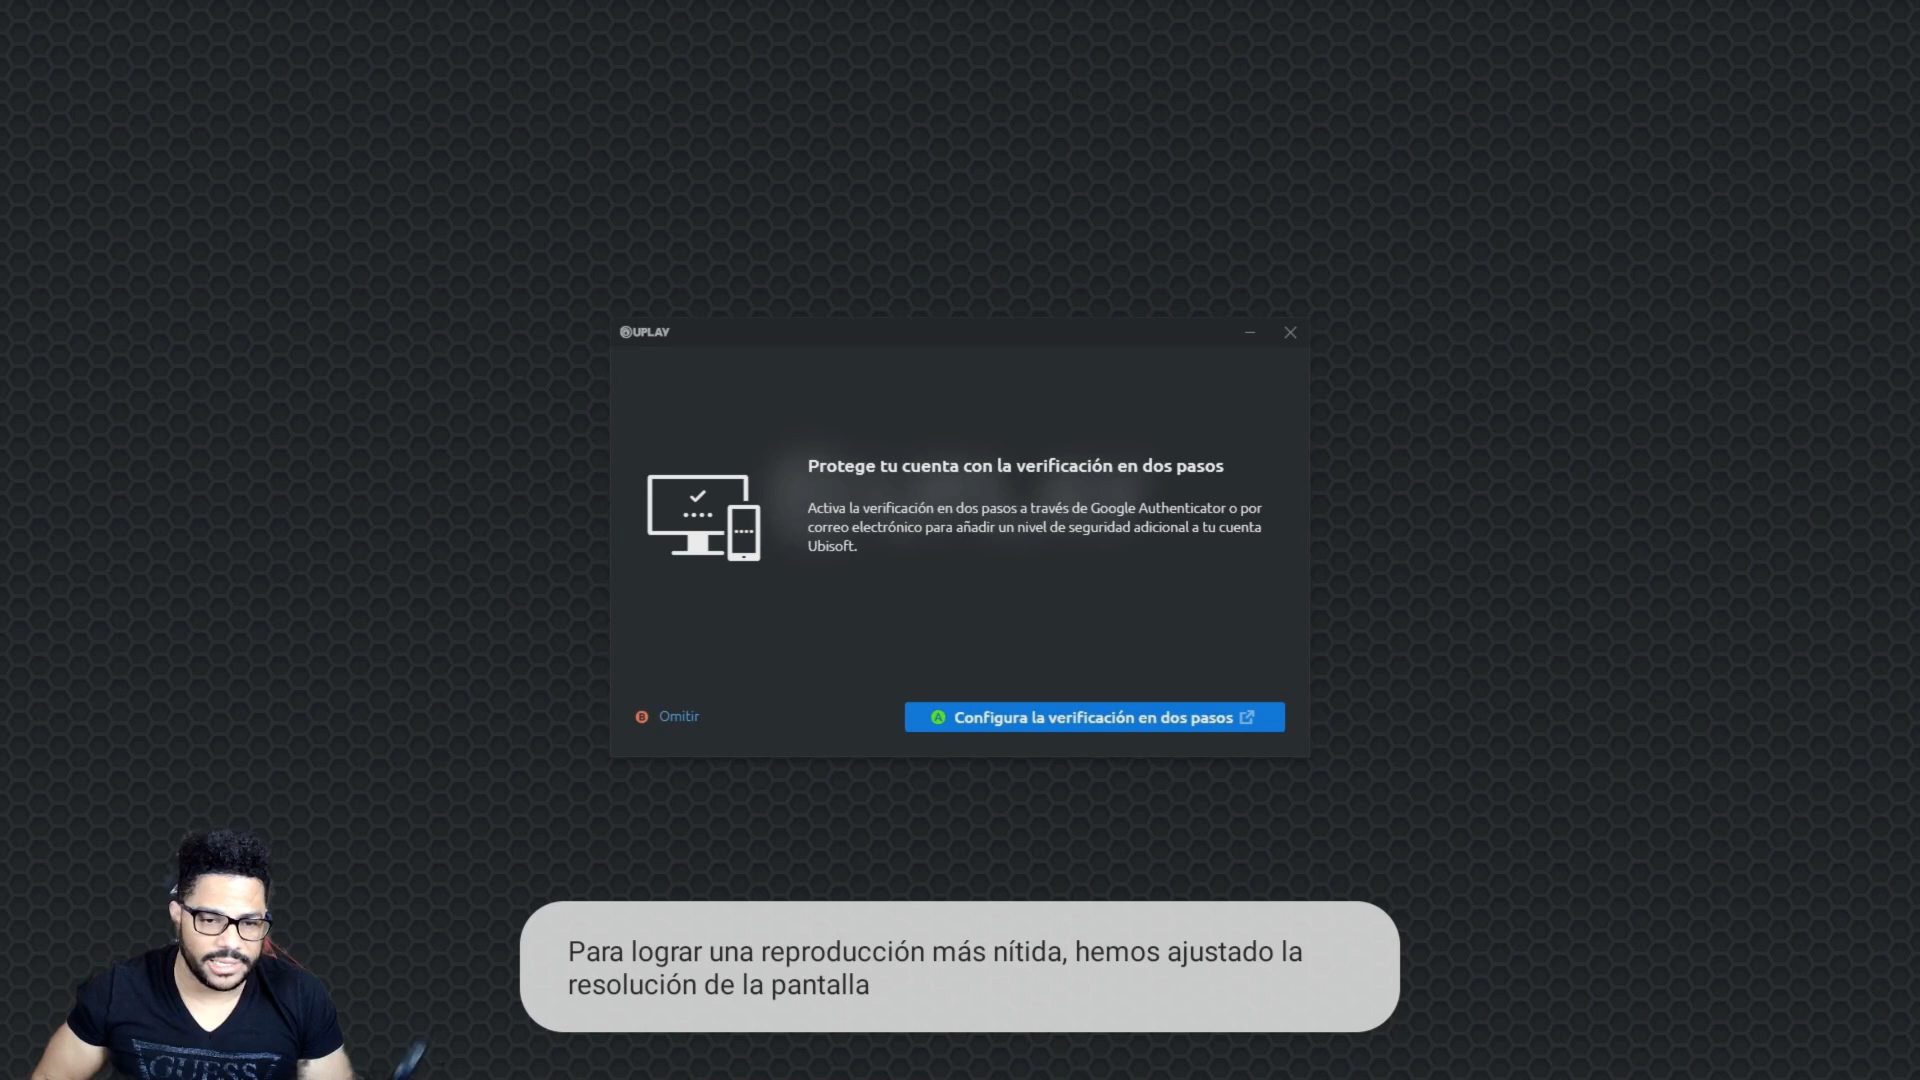 UPLAY
Protege tu cuenta con la verificación en dos pasos
Activa la verificación en dos pasos a través de Google Authenticator o por
correo electrónico para añadir un nivel de seguridad adicional a tu cuenta
Ubisoft.
B Omitir
A Configura la verificación en dos pasos
Para lograr una reproducción más nítida, hemos ajustado la
resolución de la pantalla
GUESS